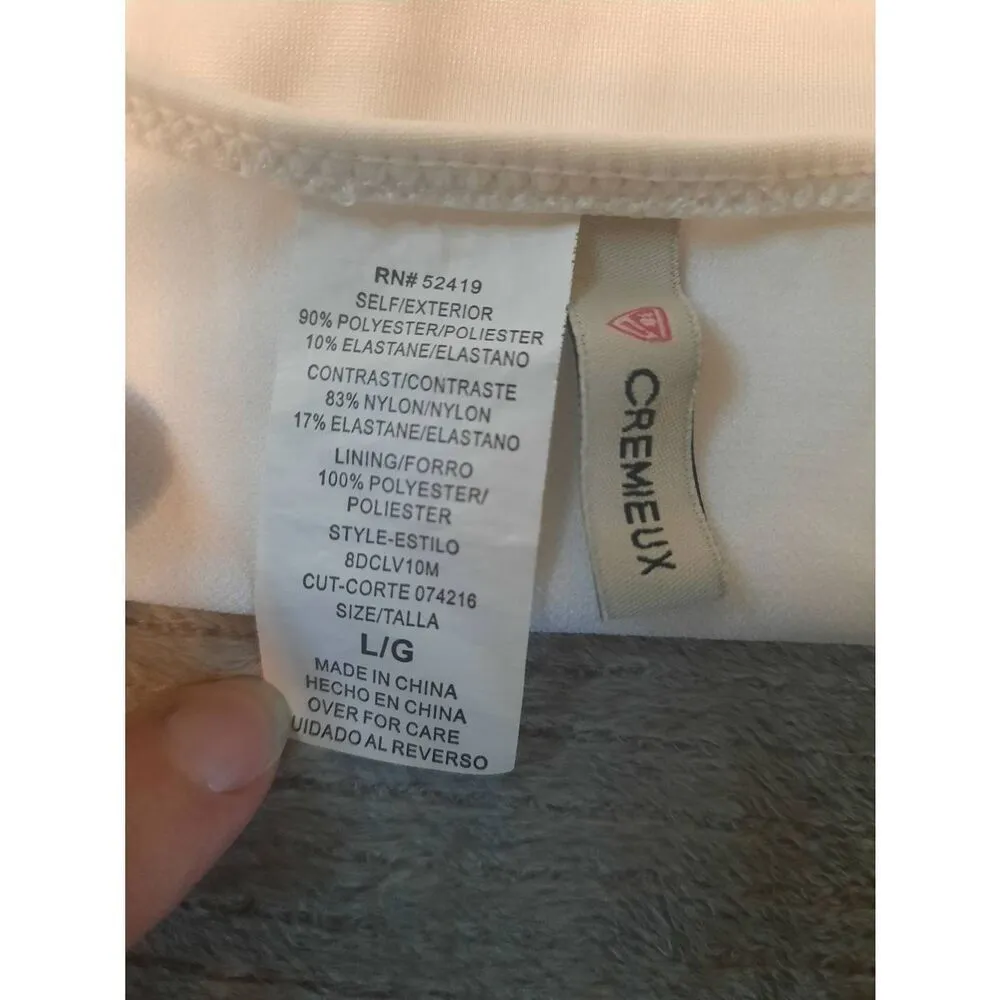 RN# 52419
SELF/EXTERIOR
90% POLYESTER/POLIESTER
10% ELASTANE/ELASTANO
CONTRAST/CONTRASTE
83% NYLON/NYLON
17% ELASTANE/ELASTANO
LINING/FORRO
100% POLYESTER/
POLIESTER
STYLE-ESTILO
8DCLV10M
CUT-CORTE 074216
SIZE/TALLA
L/G
MADE IN CHINA
HECHO EN CHINA
OVER FOR CARE
UIDADO AL REVERSO
CREMIEUX